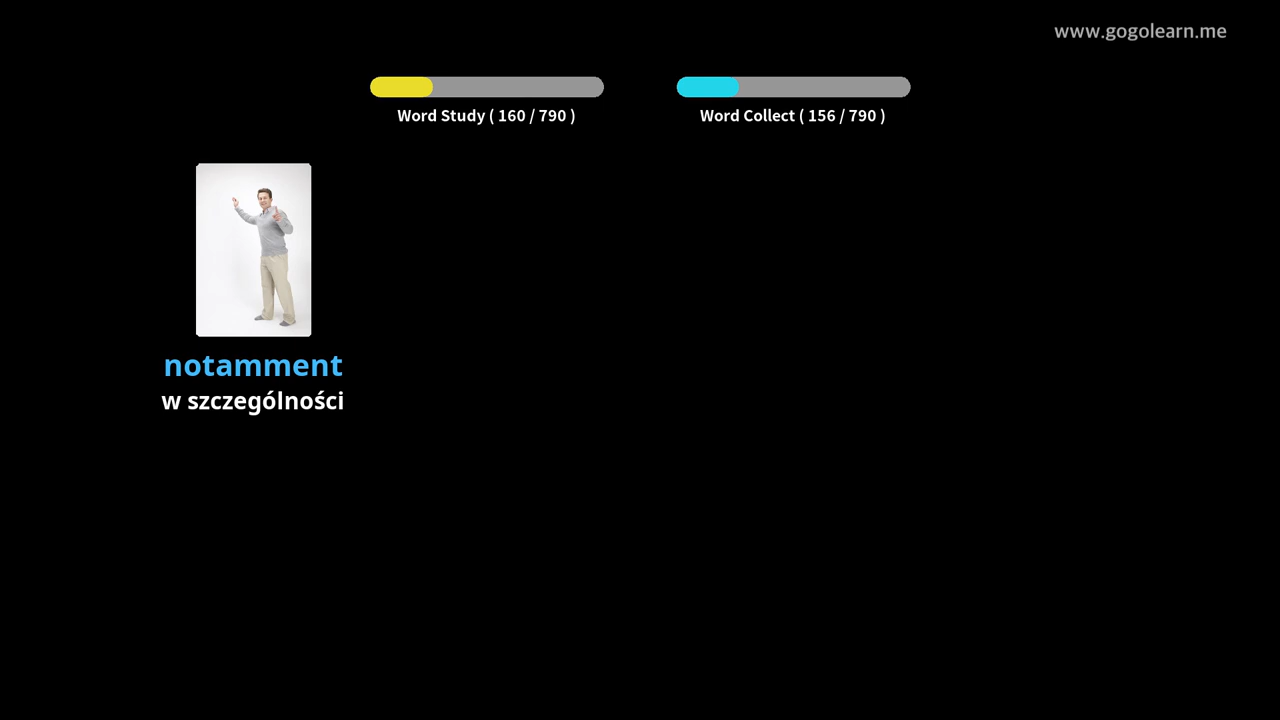 www.gogolearn.me
Word Study ( 160 / 790 )
Word Collect ( 156 / 790 )
notamment
w szczególności